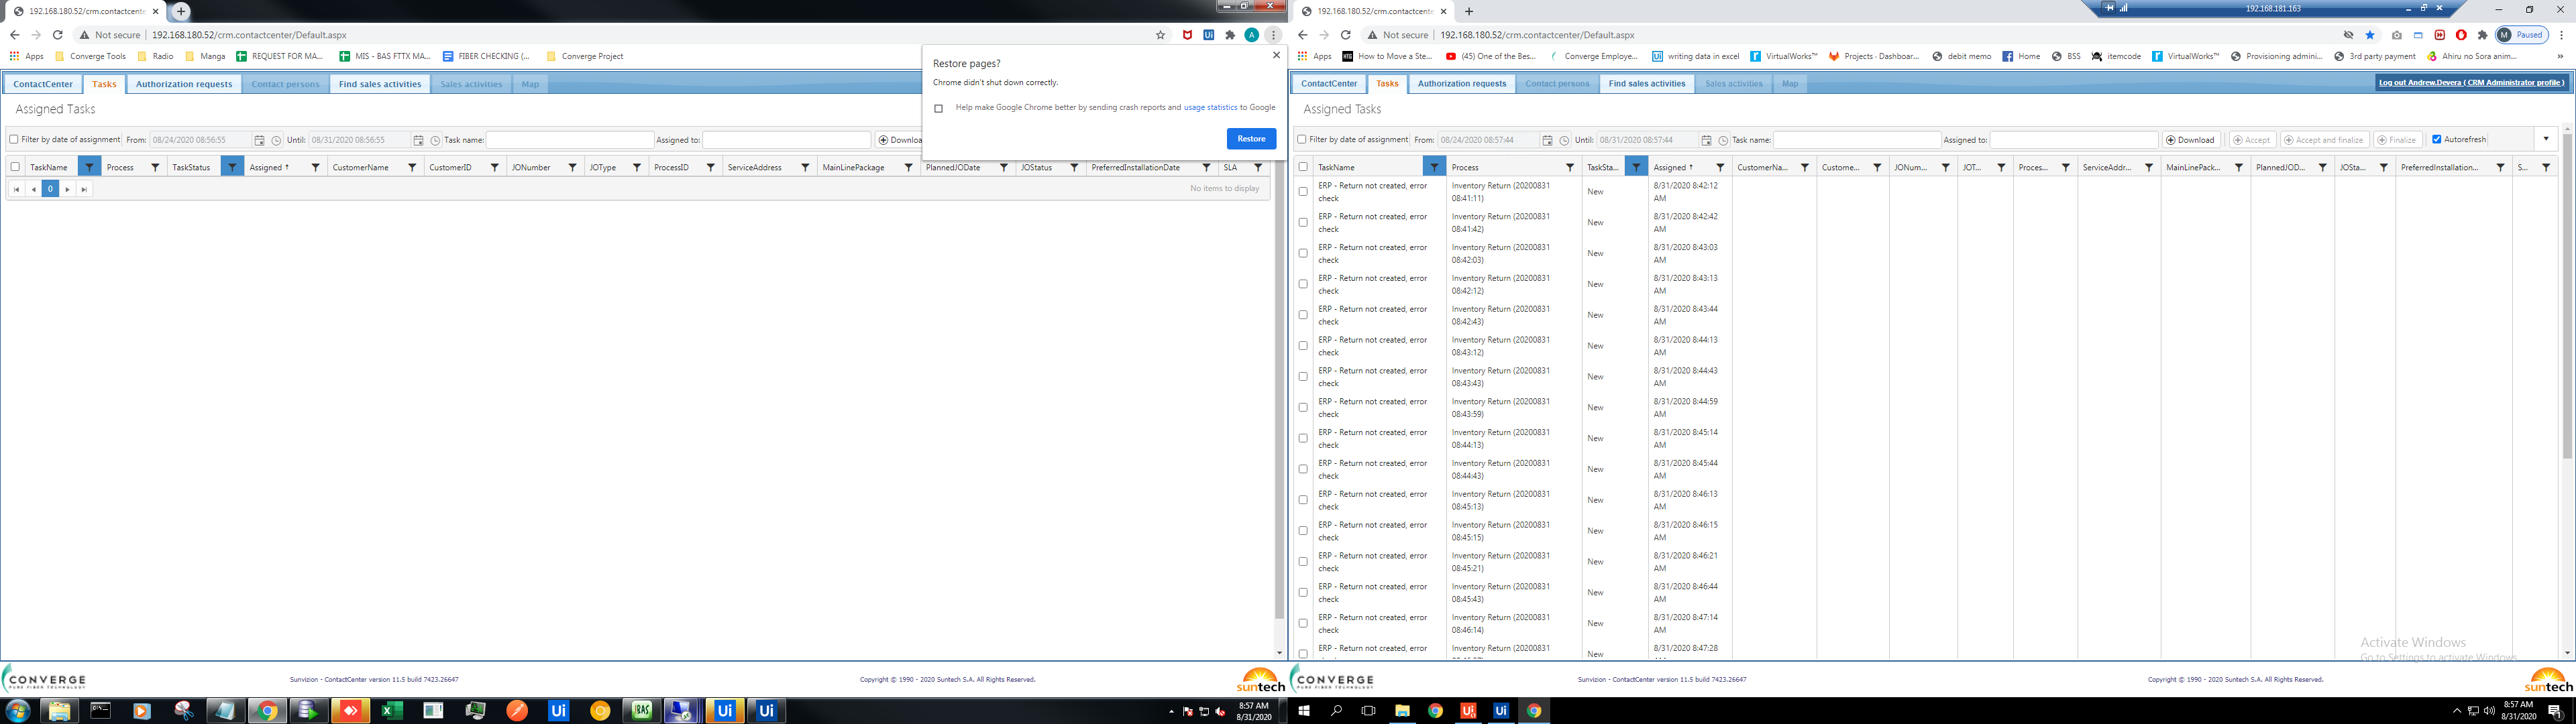 192.168.180.52/crm.contactcente
Not secure 192.168.180.52/crm.contactcenter/Default.aspx
Apps Converge Tools Radio Manga REQUEST FOR MA... MIS - BAS FTTX MA... FIBER CHECKING (... Converge Project
Restore pages?
Chrome didn't shut down correctly.
Help make Google Chrome better by sending crash reports and usage statistics to Google
Restore
ContactCenter Tasks Authorization requests Contact persons Find sales activities Sales activities Map
Assigned Tasks
Filter by date of assignment From: 08/24/2020 08:56:55 Until: 08/31/2020 08:56:55 Task name: Assigned to: Downloa
TaskName Process TaskStatus Assigned ↑ CustomerName CustomerID JONumber JOType ProcessID ServiceAddress MainLinePackage PlannedJODate JOStatus PreferredInstallationDate SLA
0 No items to display
CONVERGE
PURE FIBER TECHNOLOGY
Sunvizion - ContactCenter version 11.5 build 7423.26647
Copyright © 1990 - 2020 Suntech S.A. All Rights Reserved.
suntech
8:57 AM
8/31/2020
192.168.180.52/crm.contactcente
192.168.181.163
Not secure 192.168.180.52/crm.contactcenter/Default.aspx
M Paused
Apps How to Move a Ste... (45) One of the Bes... Converge Employe... writing data in excel VirtualWorks™ Projects - Dashboar... debit memo Home BSS itemcode VirtualWorks™ Provisioning admini... 3rd party payment Ahiru no Sora anim... »
ContactCenter Tasks Authorization requests Contact persons Find sales activities Sales activities Map
Log out Andrew.Devera ( CRM Administrator profile )
Assigned Tasks
Filter by date of assignment From: 08/24/2020 08:57:44 Until: 08/31/2020 08:57:44 Task name: Assigned to: Download Accept Accept and finalize Finalize Autorefresh
TaskName Process TaskSta... Assigned ↑ CustomerNa... Custome... JONum... JOT... Proces... ServiceAddr... MainLinePack... PlannedJOD... JOSta... PreferredInstallation... S...
ERP - Return not created, error check Inventory Return (20200831 08:41:11) New 8/31/2020 8:42:12 AM
ERP - Return not created, error check Inventory Return (20200831 08:41:42) New 8/31/2020 8:42:42 AM
ERP - Return not created, error check Inventory Return (20200831 08:42:03) New 8/31/2020 8:43:03 AM
ERP - Return not created, error check Inventory Return (20200831 08:42:12) New 8/31/2020 8:43:13 AM
ERP - Return not created, error check Inventory Return (20200831 08:42:43) New 8/31/2020 8:43:44 AM
ERP - Return not created, error check Inventory Return (20200831 08:43:12) New 8/31/2020 8:44:13 AM
ERP - Return not created, error check Inventory Return (20200831 08:43:43) New 8/31/2020 8:44:43 AM
ERP - Return not created, error check Inventory Return (20200831 08:43:59) New 8/31/2020 8:44:59 AM
ERP - Return not created, error check Inventory Return (20200831 08:44:13) New 8/31/2020 8:45:14 AM
ERP - Return not created, error check Inventory Return (20200831 08:44:43) New 8/31/2020 8:45:44 AM
ERP - Return not created, error check Inventory Return (20200831 08:45:13) New 8/31/2020 8:46:13 AM
ERP - Return not created, error check Inventory Return (20200831 08:45:15) New 8/31/2020 8:46:15 AM
ERP - Return not created, error check Inventory Return (20200831 08:45:21) New 8/31/2020 8:46:21 AM
ERP - Return not created, error check Inventory Return (20200831 08:45:43) New 8/31/2020 8:46:44 AM
ERP - Return not created, error check Inventory Return (20200831 08:46:14) New 8/31/2020 8:47:14 AM
ERP - Return not created, error Inventory Return (20200831 New 8/31/2020 8:47:28
Activate Windows
Go to Settings to activate Windows.
CONVERGE
PURE FIBER TECHNOLOGY
Sunvizion - ContactCenter version 11.5 build 7423.26647
Copyright © 1990 - 2020 Suntech S.A. All Rights Reserved.
suntech
8:57 AM
8/31/2020